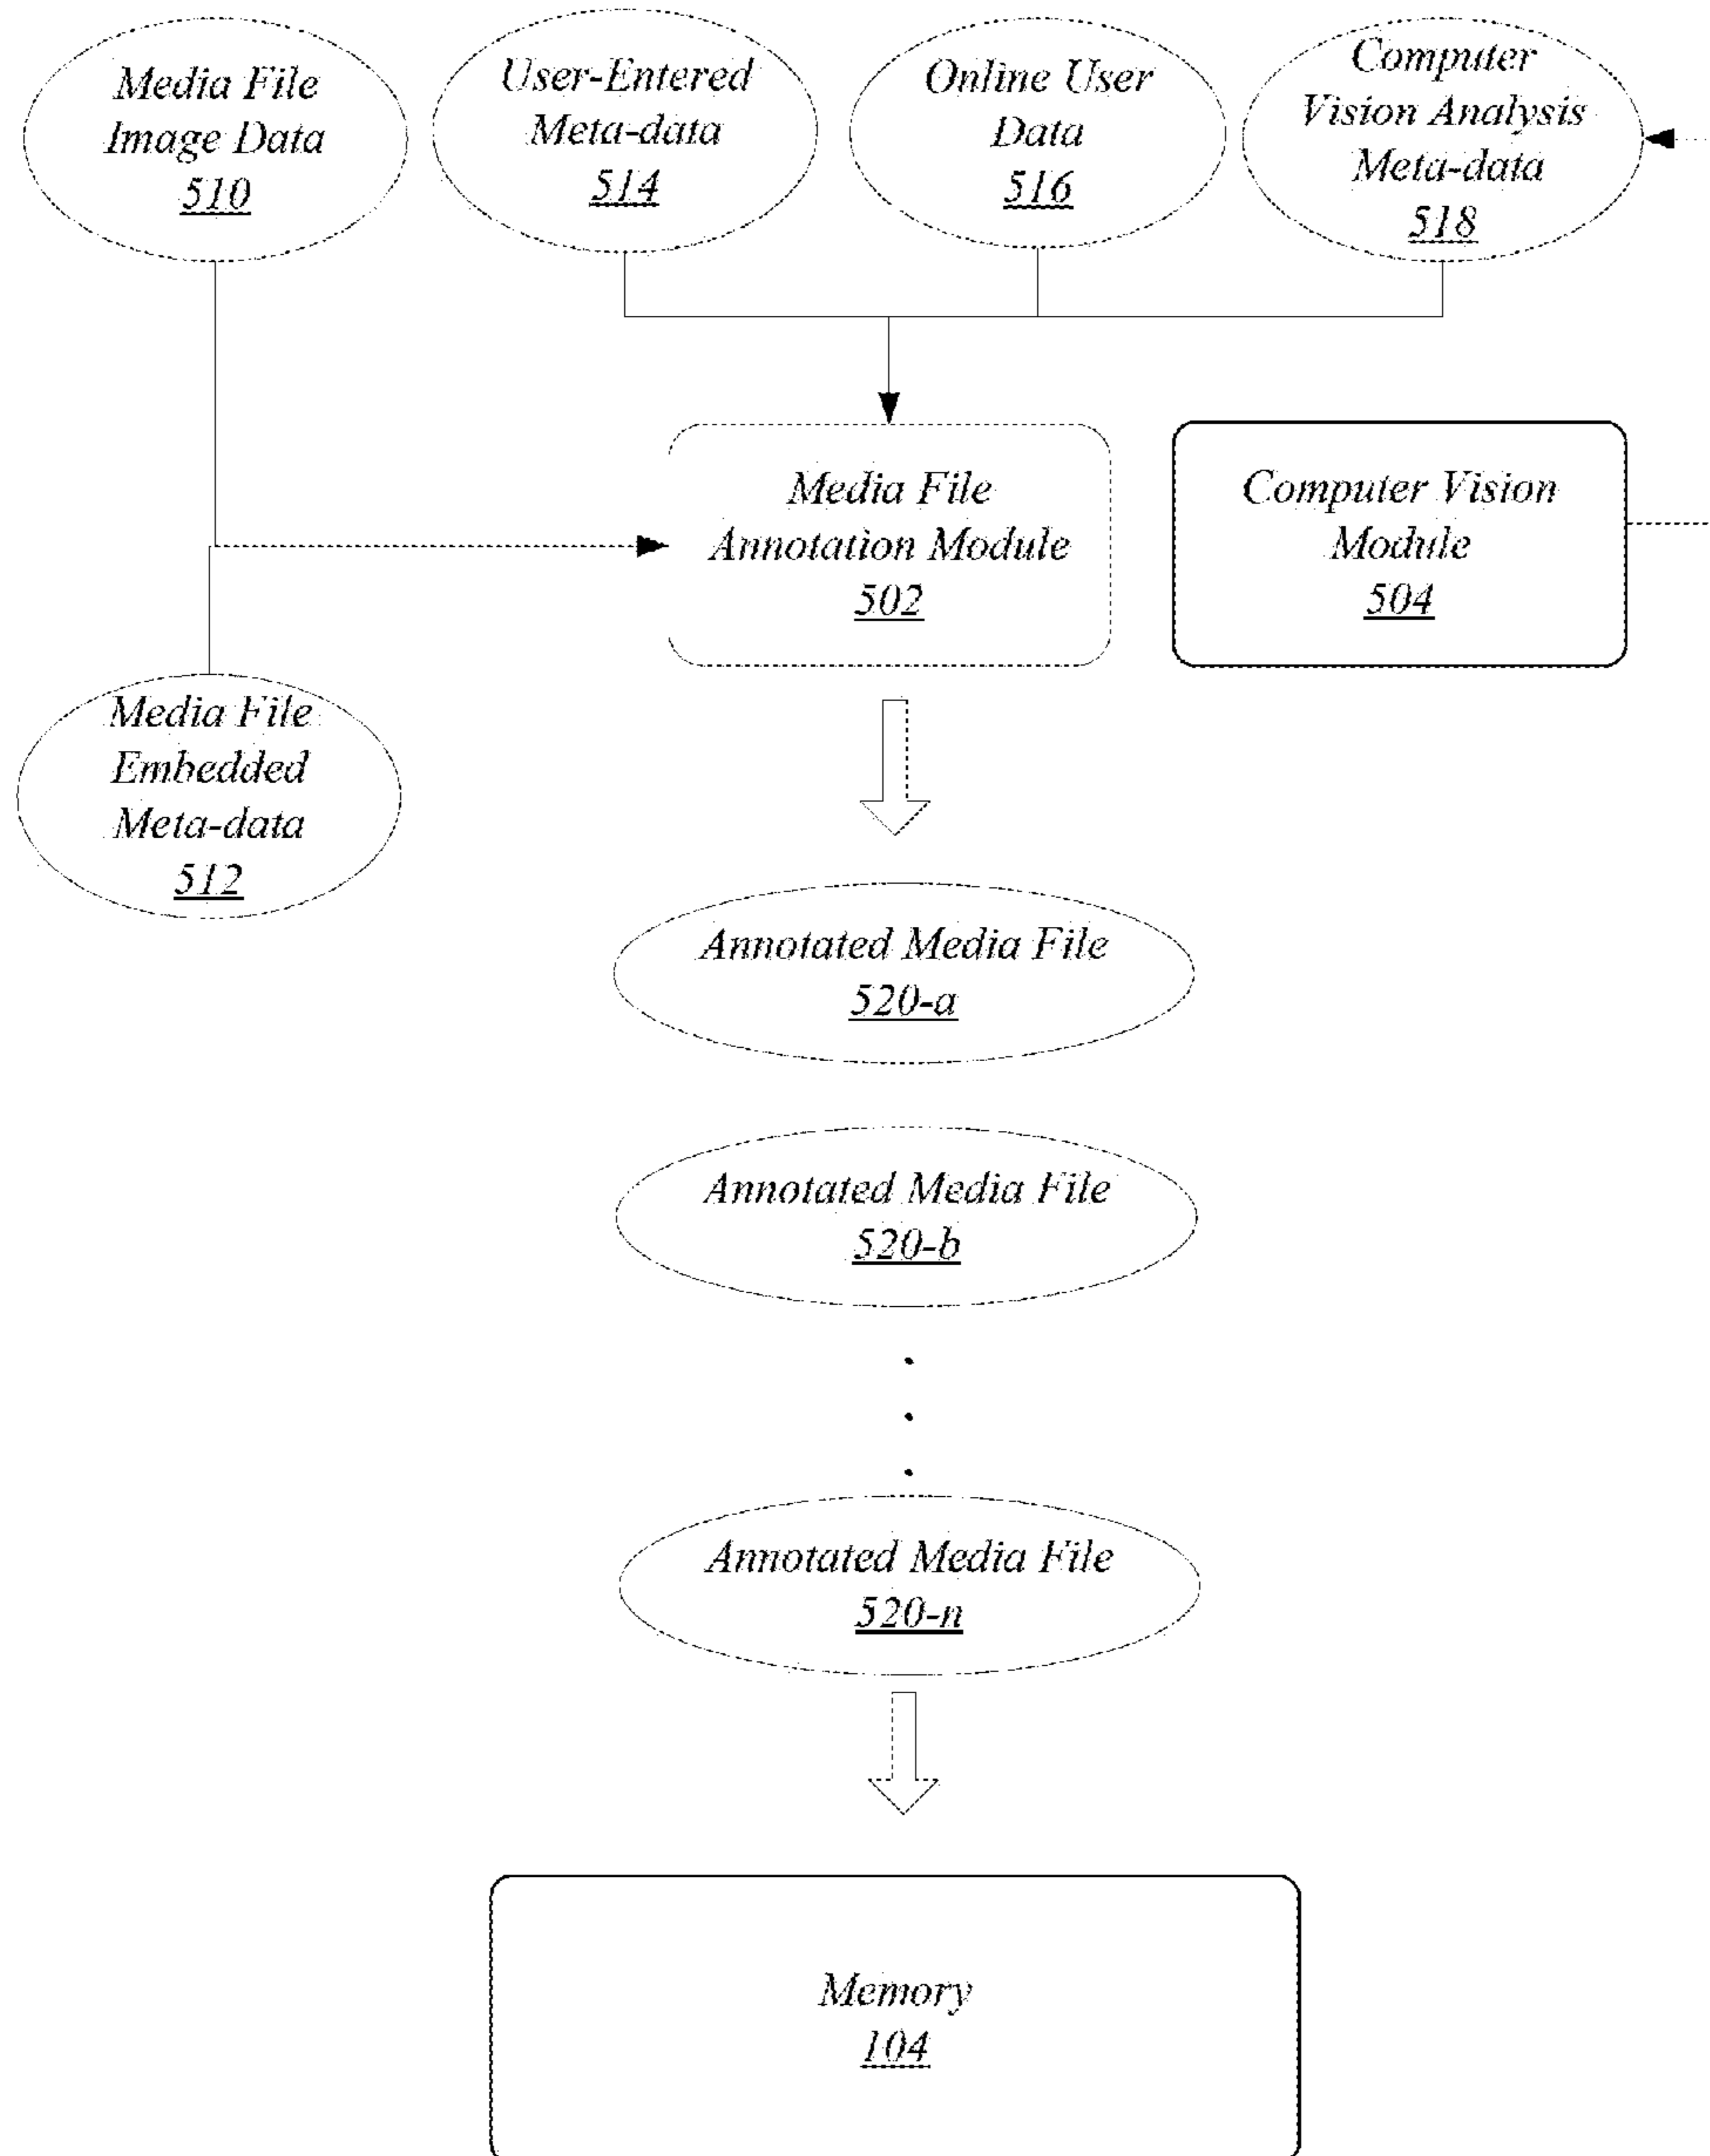 Media File
Image Data
510
User-Entered
Meta-data
514
Online User
Data
516
Computer
Vision Analysis
Meta-data
518
Media File
Annotation Module
502
Computer Vision
Module
504
Media File
Embedded
Meta-data
512
Annotated Media File
520-a
Annotated Media File
520-b
Annotated Media File
520-n
Memory
104